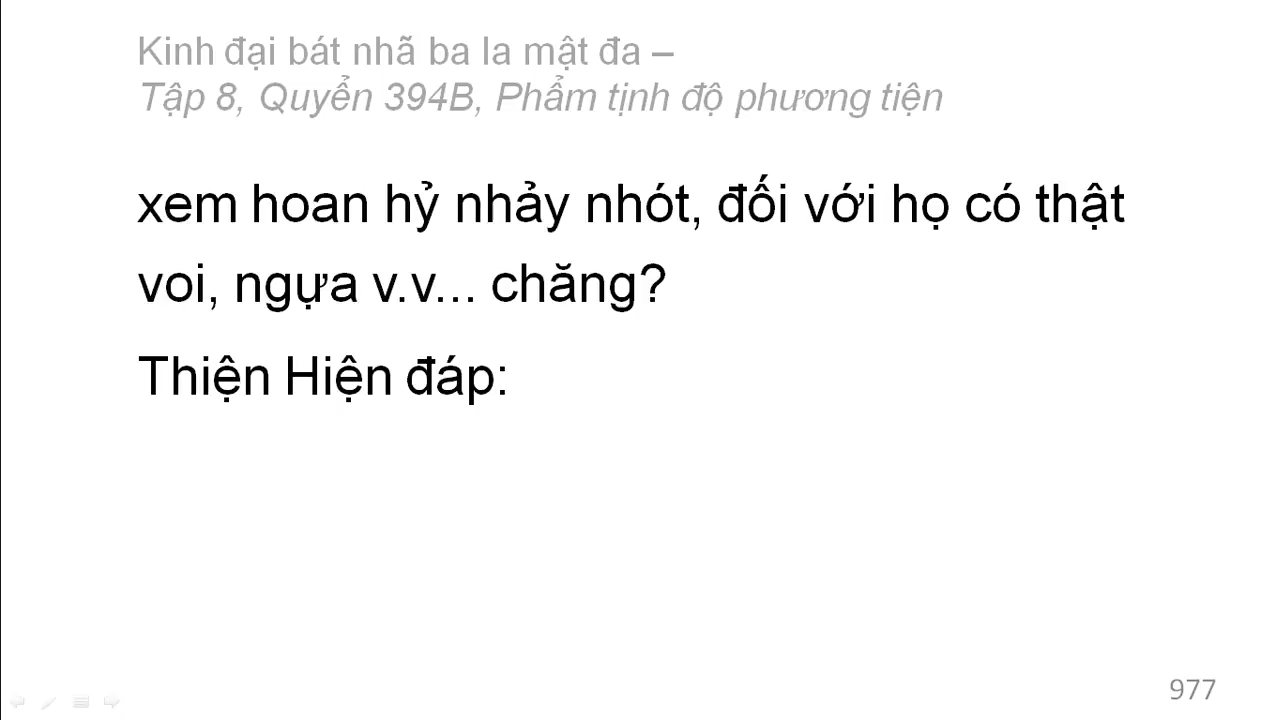 Kinh đại bát nhã ba la mật đa –
Tập 8, Quyển 394B, Phẩm tịnh độ phương tiện
xem hoan hỷ nhảy nhót, đối với họ có thật
voi, ngựa v.v... chăng?
Thiện Hiện đáp:
977